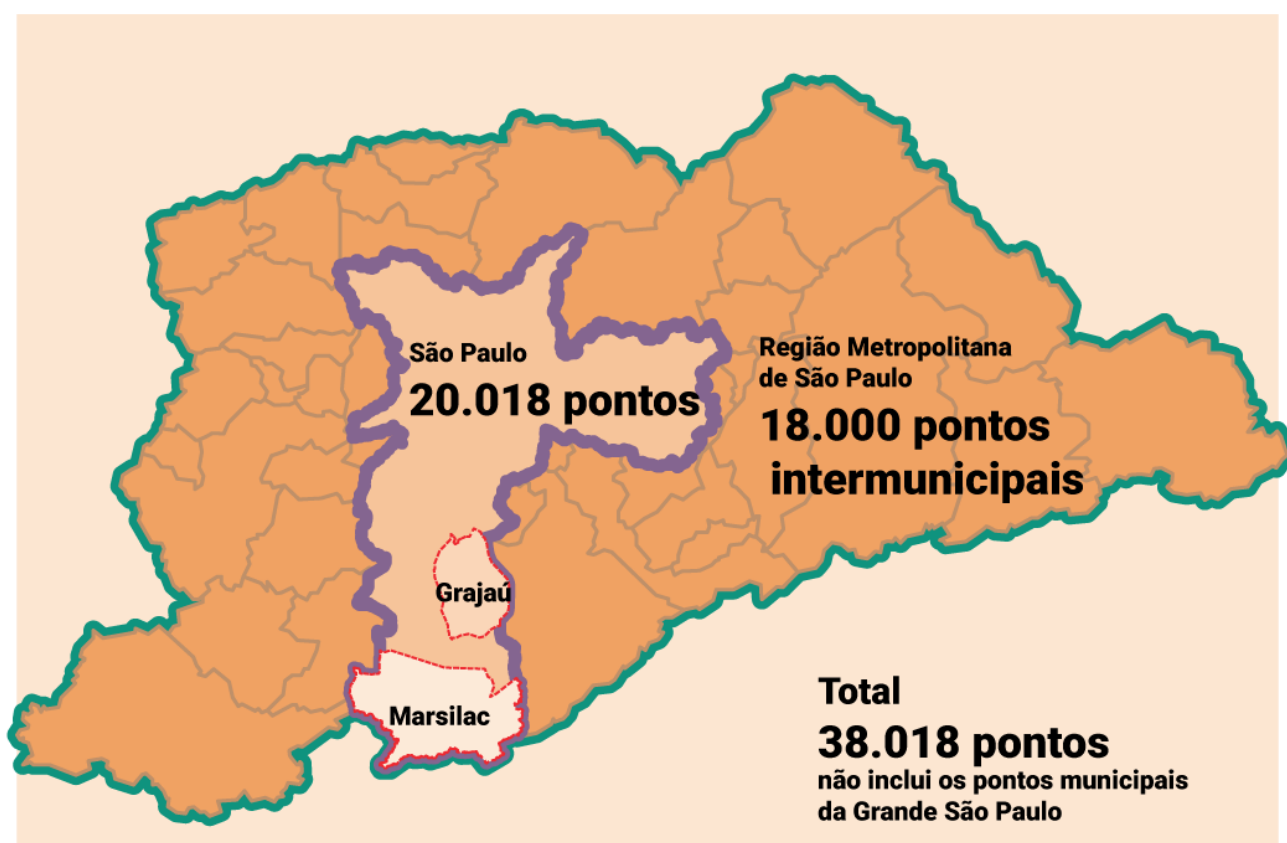 São Paulo
20.018 pontos
Região Metropolitana
de São Paulo
18.000 pontos
intermunicipais
Grajaú
Marsilac
Total
38.018 pontos
não inclui os pontos municipais
da Grande São Paulo